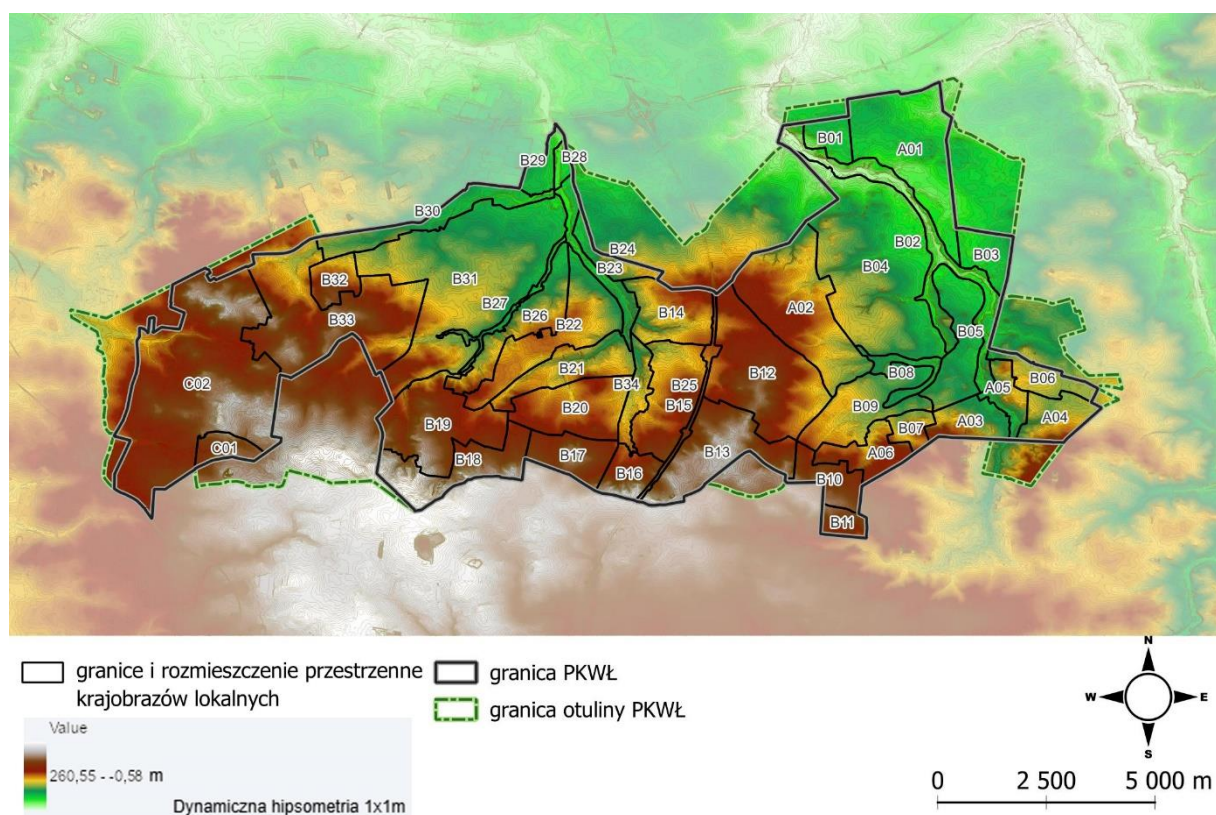 B01
A01
B29
B28
B30
B02
B24
B23
B03
B04
B32
B31
B27
A02
B33
B26
B22
B14
B05
C02
B21
B34
B25
B12
B08
A05
B06
B20
B15
B09
B07
A03
A04
B19
C01
B18
B17
B16
B13
A06
B10
B11
granice i rozmieszczenie przestrzenne
krajobrazów lokalnych
granica PKWŁ
granica otuliny PKWŁ
Value
260,55 - -0,58 m
Dynamiczna hipsometria 1x1m
N
W
E
S
0 2 500 5 000 m